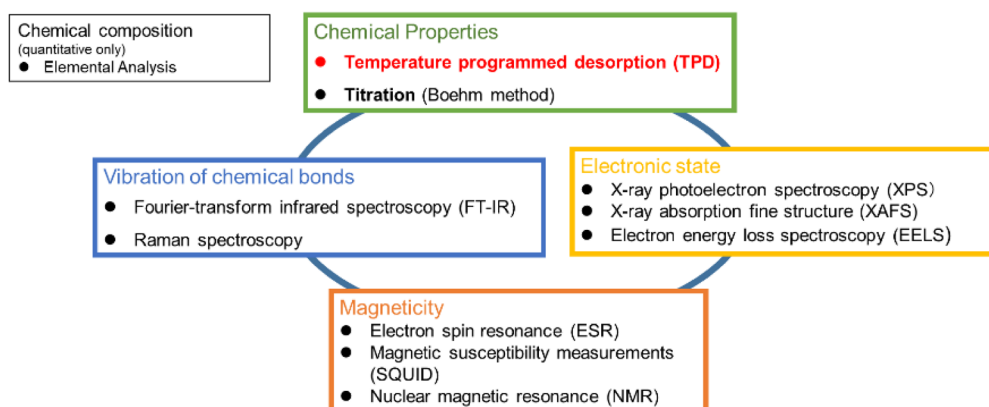 Chemical composition
(quantitative only)
● Elemental Analysis
Chemical Properties
● Temperature programmed desorption (TPD)
● Titration (Boehm method)
Vibration of chemical bonds
● Fourier-transform infrared spectroscopy (FT-IR)
● Raman spectroscopy
Electronic state
● X-ray photoelectron spectroscopy (XPS)
● X-ray absorption fine structure (XAFS)
● Electron energy loss spectroscopy (EELS)
Magneticity
● Electron spin resonance (ESR)
● Magnetic susceptibility measurements
(SQUID)
● Nuclear magnetic resonance (NMR)